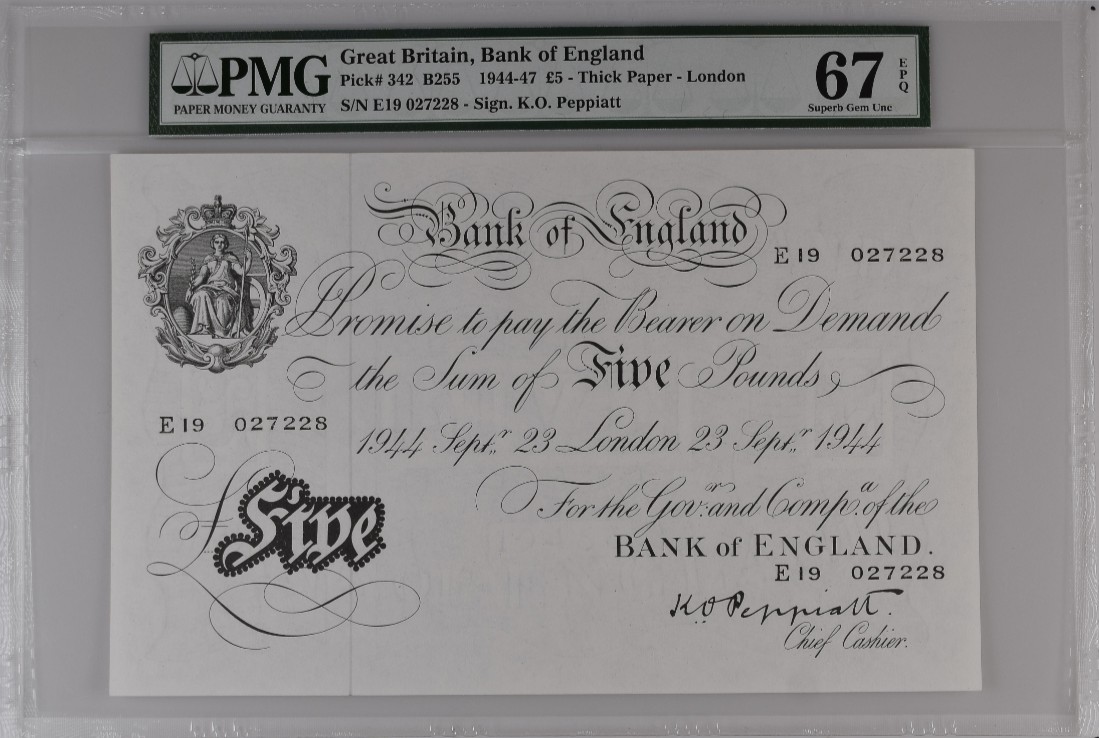 PMG
PAPER MONEY GUARANTY
Great Britain, Bank of England
Pick# 342 B255 1944-47 £5 - Thick Paper - London
S/N E19 027228 - Sign. K.O. Peppiatt
67
EPQ
Superb Gem Unc
Bank of England
E19 027228
I Promise to pay the Bearer on Demand
the Sum of Five Pounds
E19 027228
1944 Septr. 23 London 23 Septr. 1944
£Five
For the Govr. and Compa. of the
BANK of ENGLAND.
E19 027228
K.O. Peppiatt.
Chief Cashier.